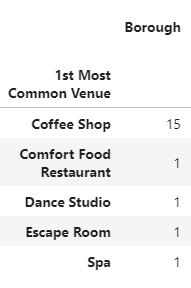 Borough
1st Most
Common Venue
Coffee Shop 15
Comfort Food
Restaurant 1
Dance Studio 1
Escape Room 1
Spa 1